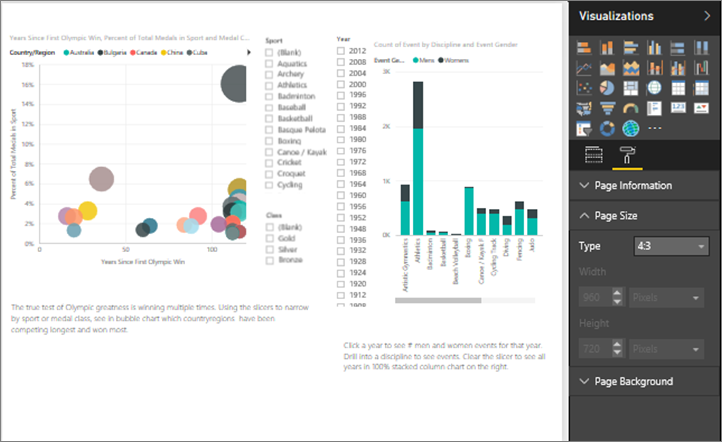 Years Since First Olympic Win, Percent of Total Medals in Sport and Medal C...
Country/Region Australia Bulgaria Canada China Cuba
18%
16%
14%
12%
10%
8%
6%
4%
2%
0%
Percent of Total Medals in Sport
0 50 100
Years Since First Olympic Win
Sport
(Blank)
Aquatics
Archery
Athletics
Badminton
Baseball
Basketball
Basque Pelota
Boxing
Canoe / Kayak
Cricket
Croquet
Cycling
Class
(Blank)
Gold
Silver
Bronze
Year
2012
2008
2004
2000
1996
1992
1988
1984
1980
1976
1972
1968
1964
1960
1956
1952
1948
1936
1932
1928
1924
1920
1912
1908
Count of Event by Discipline and Event Gender
Event Ge... Mens Womens
3K
2K
1K
0K
Artistic Gymnastics
Athletics
Badminton
Basketball
Beach Volleyball
Boxing
Canoe / Kayak F
Cycling Track
Diving
Fencing
Judo
The true test of Olympic greatness is winning multiple times. Using the slicers to narrow
by sport or medal class, see in bubble chart which countryregions have been
competing longest and won most.
Click a year to see # men and women events for that year.
Drill into a discipline to see events. Clear the slicer to see all
years in 100% stacked column chart on the right.
Visualizations
123
...
Page Information
Page Size
Type 4:3
Width
960 Pixels
Height
720 Pixels
Page Background